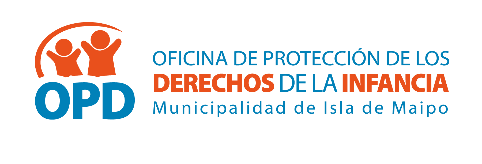 OPD
OFICINA DE PROTECCIÓN DE LOS
DERECHOS DE LA INFANCIA
Municipalidad de Isla de Maipo